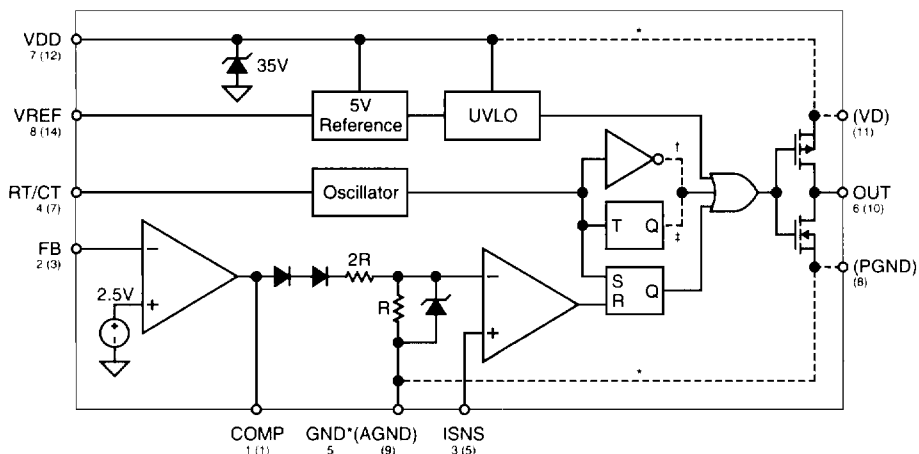 VDD
7 (12)
*
35V
VREF
8 (14)
5V
Reference
UVLO
(VD)
(11)
†
RT/CT
4 (7)
Oscillator
OUT
6 (10)
T Q
‡
FB
2 (3)
2R
−
−
(PGND)
(8)
S
R Q
2.5V
+
R
+
*
COMP
1 (1)
GND*(AGND)
5 (9)
ISNS
3 (5)